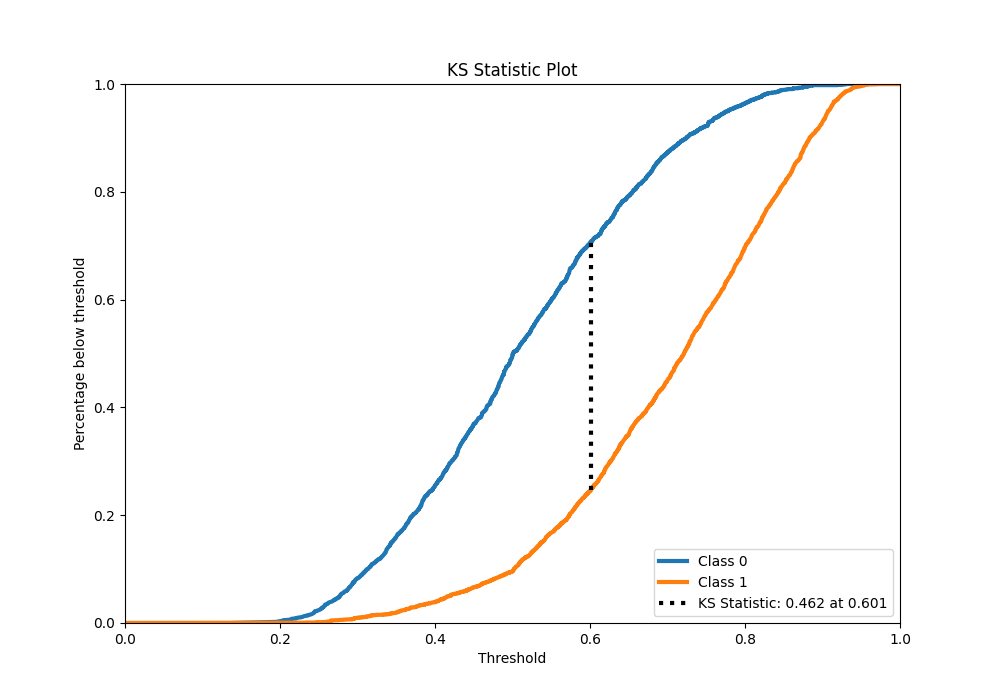 KS Statistic Plot
Percentage below threshold
1.0
0.8
0.6
0.4
0.2
0.0
0.0 0.2 0.4 0.6 0.8 1.0
Threshold
Class 0
Class 1
KS Statistic: 0.462 at 0.601